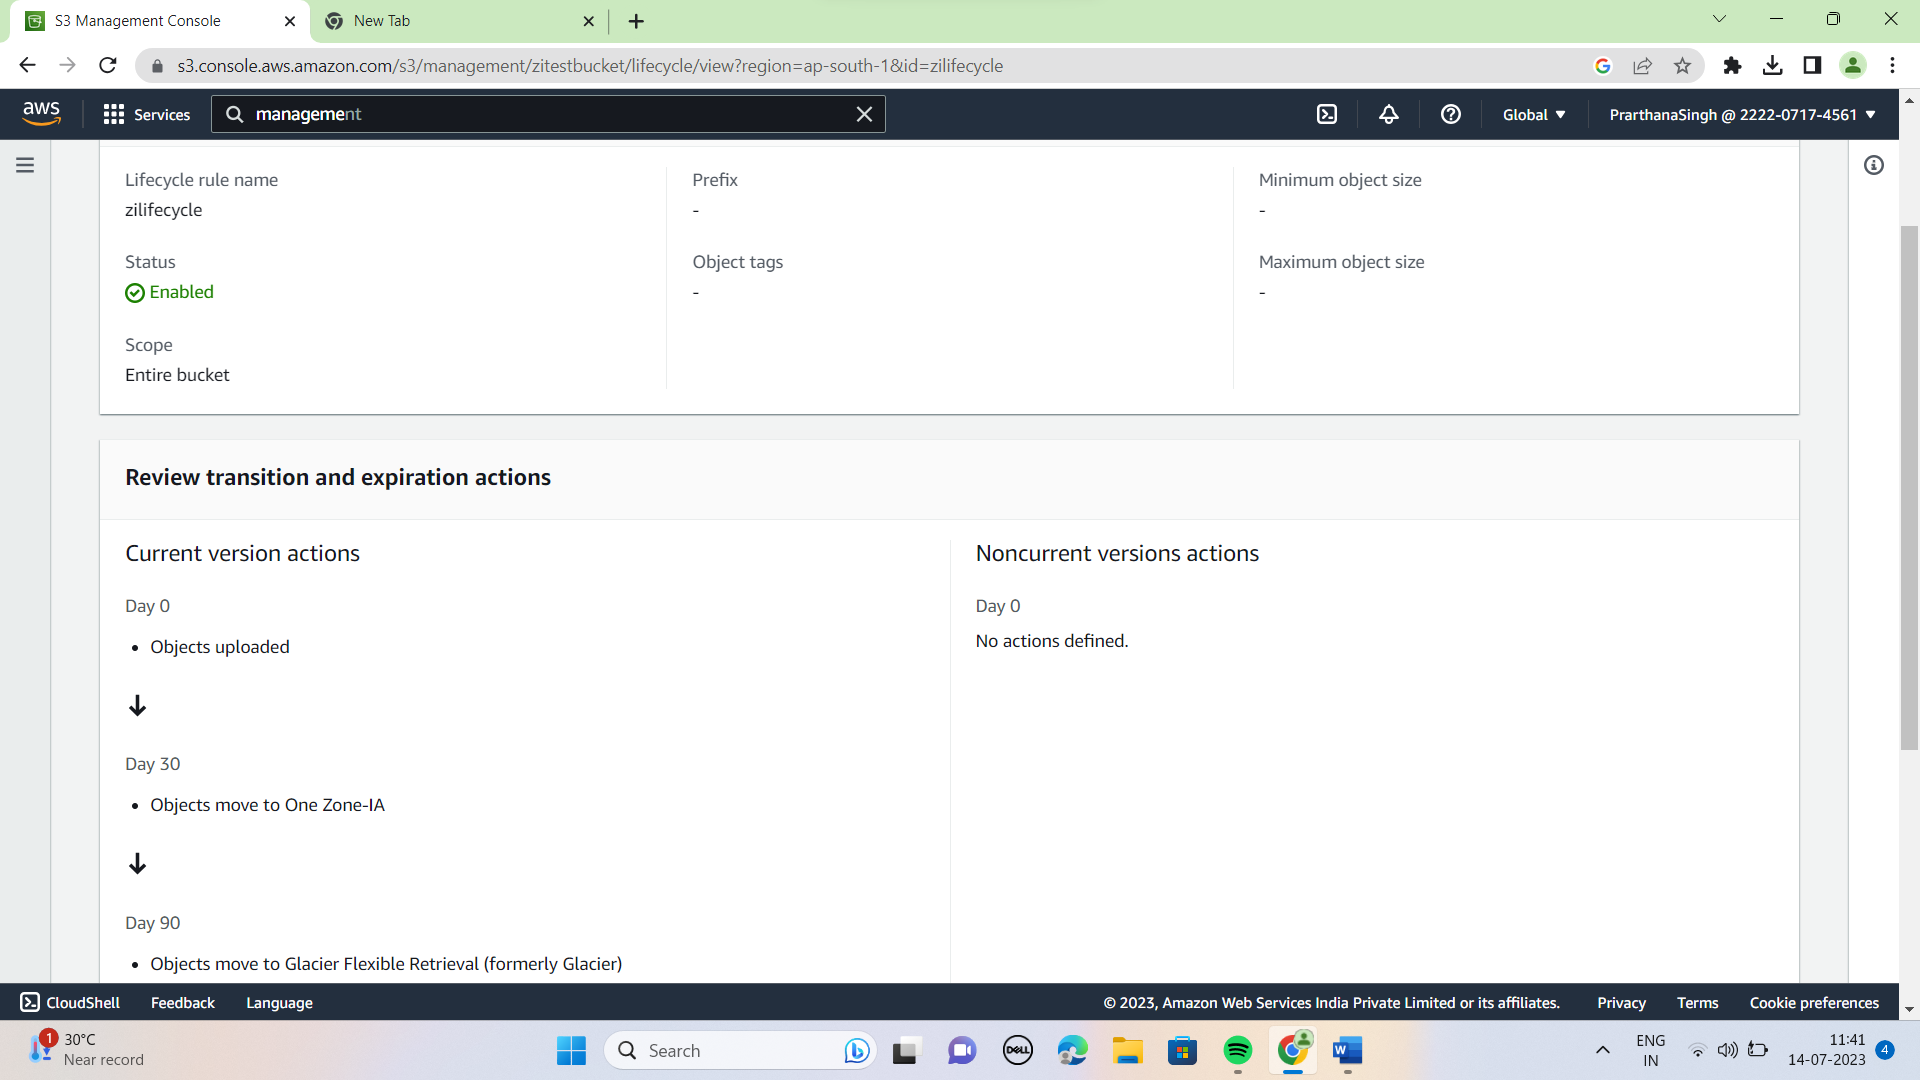 S3 Management Console
New Tab
s3.console.aws.amazon.com/s3/management/zitestbucket/lifecycle/view?region=ap-south-1&id=zilifecycle
aws
Services
management
Global ▼
PrarthanaSingh @ 2222-0717-4561 ▼
Lifecycle rule name
zilifecycle
Prefix
-
Minimum object size
-
Status
Enabled
Object tags
-
Maximum object size
-
Scope
Entire bucket
Review transition and expiration actions
Current version actions
Day 0
• Objects uploaded
Day 30
• Objects move to One Zone-IA
Day 90
• Objects move to Glacier Flexible Retrieval (formerly Glacier)
Noncurrent versions actions
Day 0
No actions defined.
CloudShell
Feedback
Language
© 2023, Amazon Web Services India Private Limited or its affiliates.
Privacy
Terms
Cookie preferences
1
30°C
Near record
Search
DELL
W
ENG
IN
11:41
14-07-2023
4